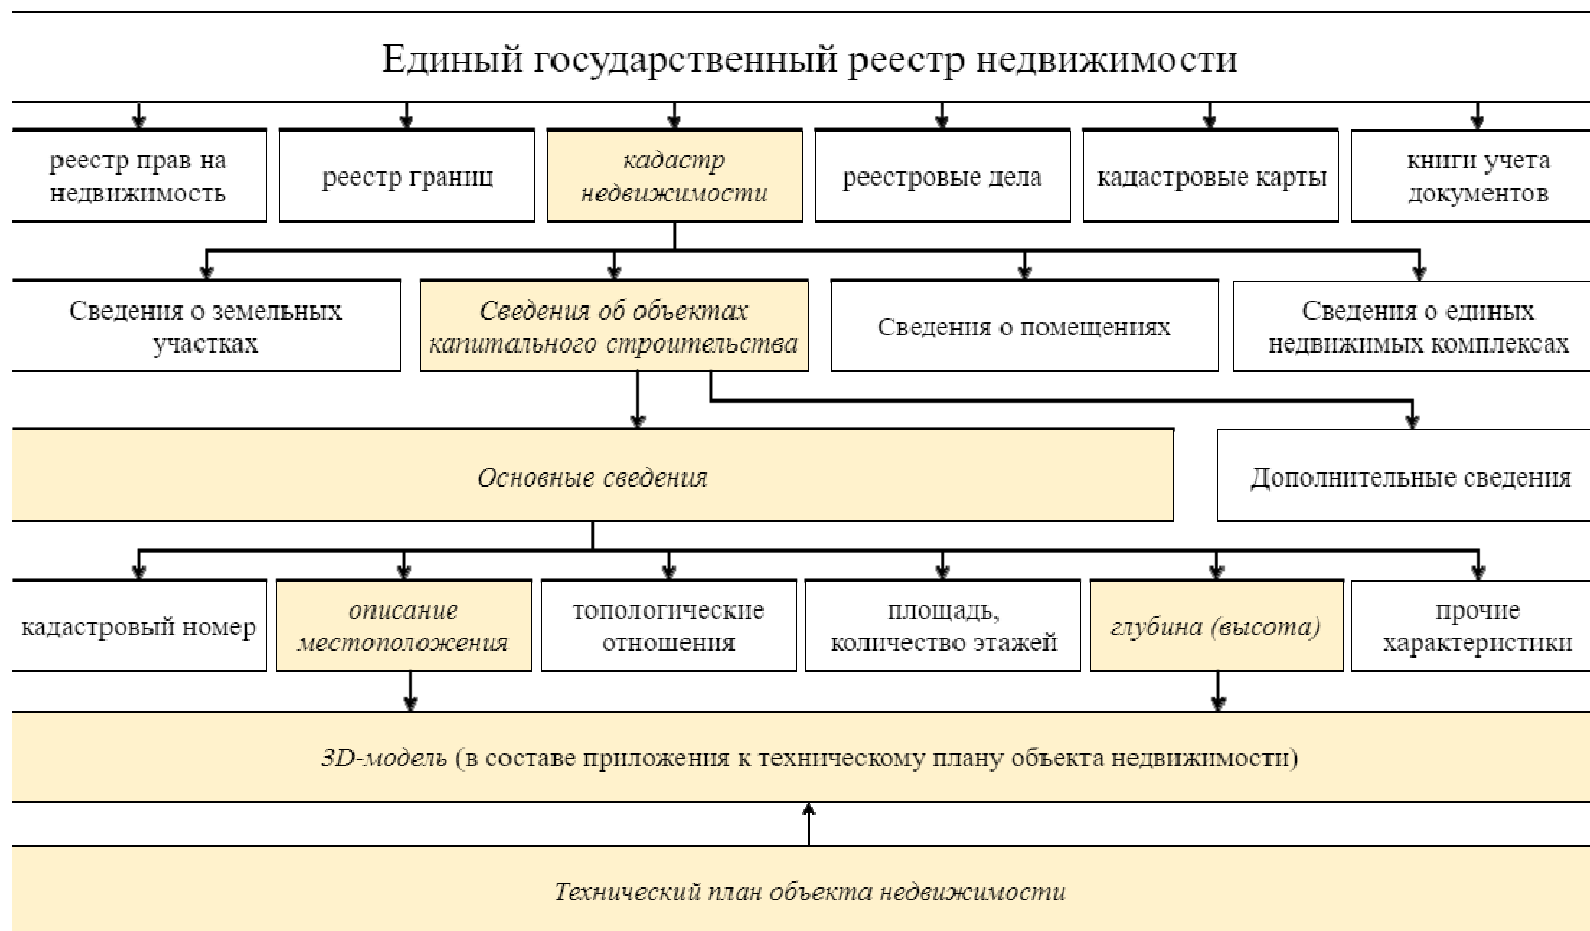 Единый государственный реестр недвижимости
реестр прав на
недвижимость
реестр границ
кадастр
недвижимости
реестровые дела
кадастровые карты
книги учета
документов
Сведения о земельных
участках
Сведения об объектах
капитального строительства
Сведения о помещениях
Сведения о единых
недвижимых комплексах
Основные сведения
Дополнительные сведения
кадастровый номер
описание
местоположения
топологические
отношения
площадь,
количество этажей
глубина (высота)
прочие
характеристики
3D-модель (в составе приложения к техническому плану объекта недвижимости)
Технический план объекта недвижимости